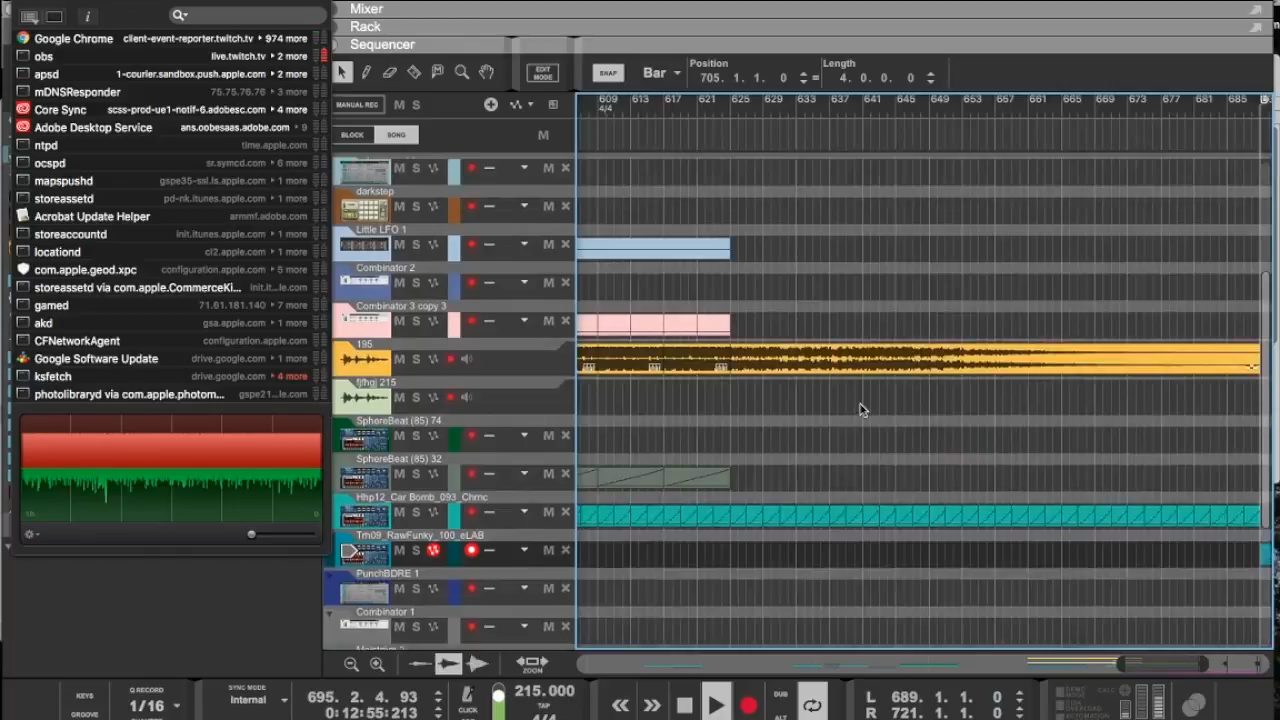 Mixer
Rack
Sequencer
Google Chrome client-event-reporter.twitch.tv ▸ 974 more
obs live.twitch.tv ▸ 2 more
apsd 1-courier.sandbox.push.apple.com ▸ 2 more
mDNSResponder 75.75.76.76 ▸ 3 more
Core Sync scss-prod-ue1-notif-6.adobesc.com ▸ 4 more
Adobe Desktop Service ans.oobesaas.adobe.com ▸ 9
ntpd time.apple.com
ocspd sr.symcd.com ▸ 6 more
mapspushd gspe35-ssl.ls.apple.com ▸ 1 more
storeassetd pd-nk.itunes.apple.com ▸ 1 more
Acrobat Update Helper armmf.adobe.com
storeaccountd init.itunes.apple.com ▸ 1 more
locationd cl2.apple.com ▸ 1 more
com.apple.geod.xpc configuration.apple.com ▸ 5 more
storeassetd via com.apple.CommerceKi... init.it...le.com
gamed 71.61.181.140 ▸ 7 more
akd gsa.apple.com ▸ 1 more
CFNetworkAgent configuration.apple.com
Google Software Update drive.google.com ▸ 1 more
ksfetch drive.google.com ▸ 4 more
photolibraryd via com.apple.photom... gspe21...le.com
1h 0
EDIT MODE SNAP Bar
Position Length
705. 1. 1. 0 = 4. 0. 0. 0
MANUAL REC M S
609 613 617 621 625 629 633 637 641 645 649 653 657 661 665 669 673 677 681 685
4/4
BLOCK SONG M
M S M
darkstep
M S M
Little LFO 1
M S M
Combinator 2
M S M
Combinator 3 copy 3
M S M
195
M S
fjfhgj 215
M S
SphereBeat (85) 74
M S M
SphereBeat (85) 32
M S M
Hhp12_Car Bomb_093_Chrnc
M S M
Trh09_RawFunky_100_eLAB
M S M
PunchBDRE 1
M S M
Combinator 1
M S M
ZOOM
KEYS
GROOVE
Q RECORD
1/16
SYNC MODE
Internal
695. 2. 4. 93
0:12:55:213
CLICK
215.000
TAP
4/4
DUB
ALT
L 689. 1. 1. 0
R 721. 1. 1. 0
CALC